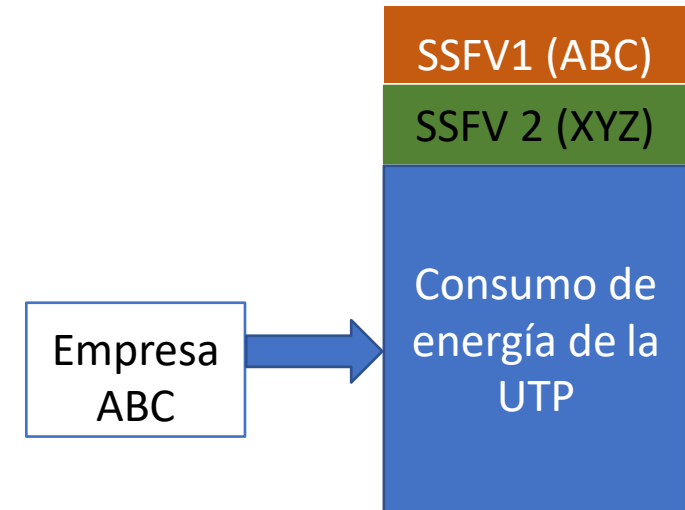 SSFV1 (ABC)
SSFV 2 (XYZ)
Consumo de
energía de la
UTP
Empresa
ABC